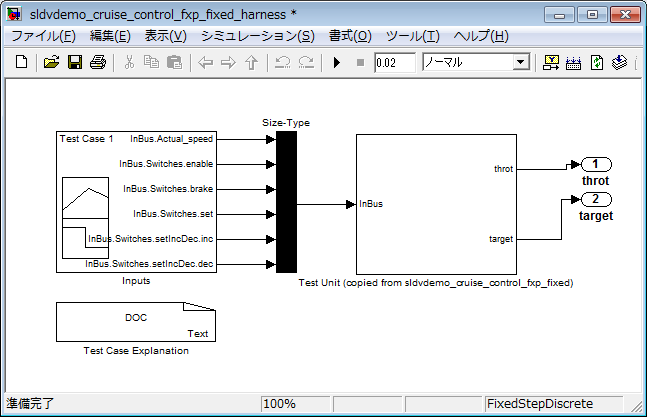 sldvdemo_cruise_control_fxp_fixed_harness *
ファイル(F) 編集(E) 表示(V) シミュレーション(S) 書式(O) ツール(T) ヘルプ(H)
0.02 ノーマル
Size-Type
Test Case 1
InBus.Actual_speed
InBus.Switches.enable
InBus.Switches.brake
InBus.Switches.set
InBus.Switches.setIncDec.inc
InBus.Switches.setIncDec.dec
Inputs
InBus
throt
target
1
throt
2
target
Test Unit (copied from sldvdemo_cruise_control_fxp_fixed)
DOC
Text
Test Case Explanation
準備完了 100% FixedStepDiscrete